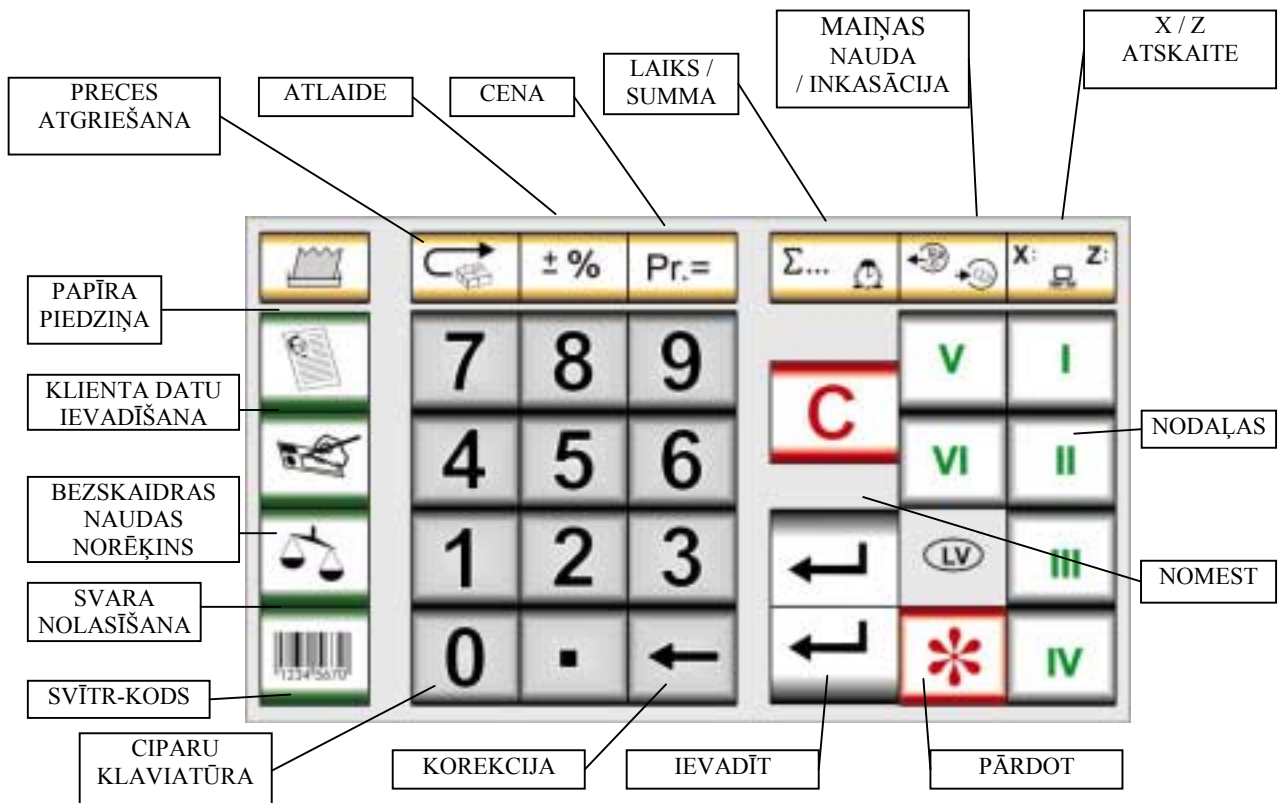 MAIŅAS
NAUDA
/ INKASĀCIJA
X / Z
ATSKAITE
LAIKS /
SUMMA
PRECES
ATGRIEŠANA
ATLAIDE
CENA
± %
Pr.=
Σ...
X: Z:
PAPĪRA
PIEDZIŅA
7 8 9
V I
KLIENTA DATU
IEVADĪŠANA
C
NODAĻAS
4 5 6
VI II
BEZSKAIDRAS
NAUDAS
NORĒĶINS
1 2 3
LV
III
NOMEST
SVARA
NOLASĪŠANA
12345670
0 .
* IV
SVĪTR-KODS
CIPARU
KLAVIATŪRA
KOREKCIJA
IEVADĪT
PĀRDOT